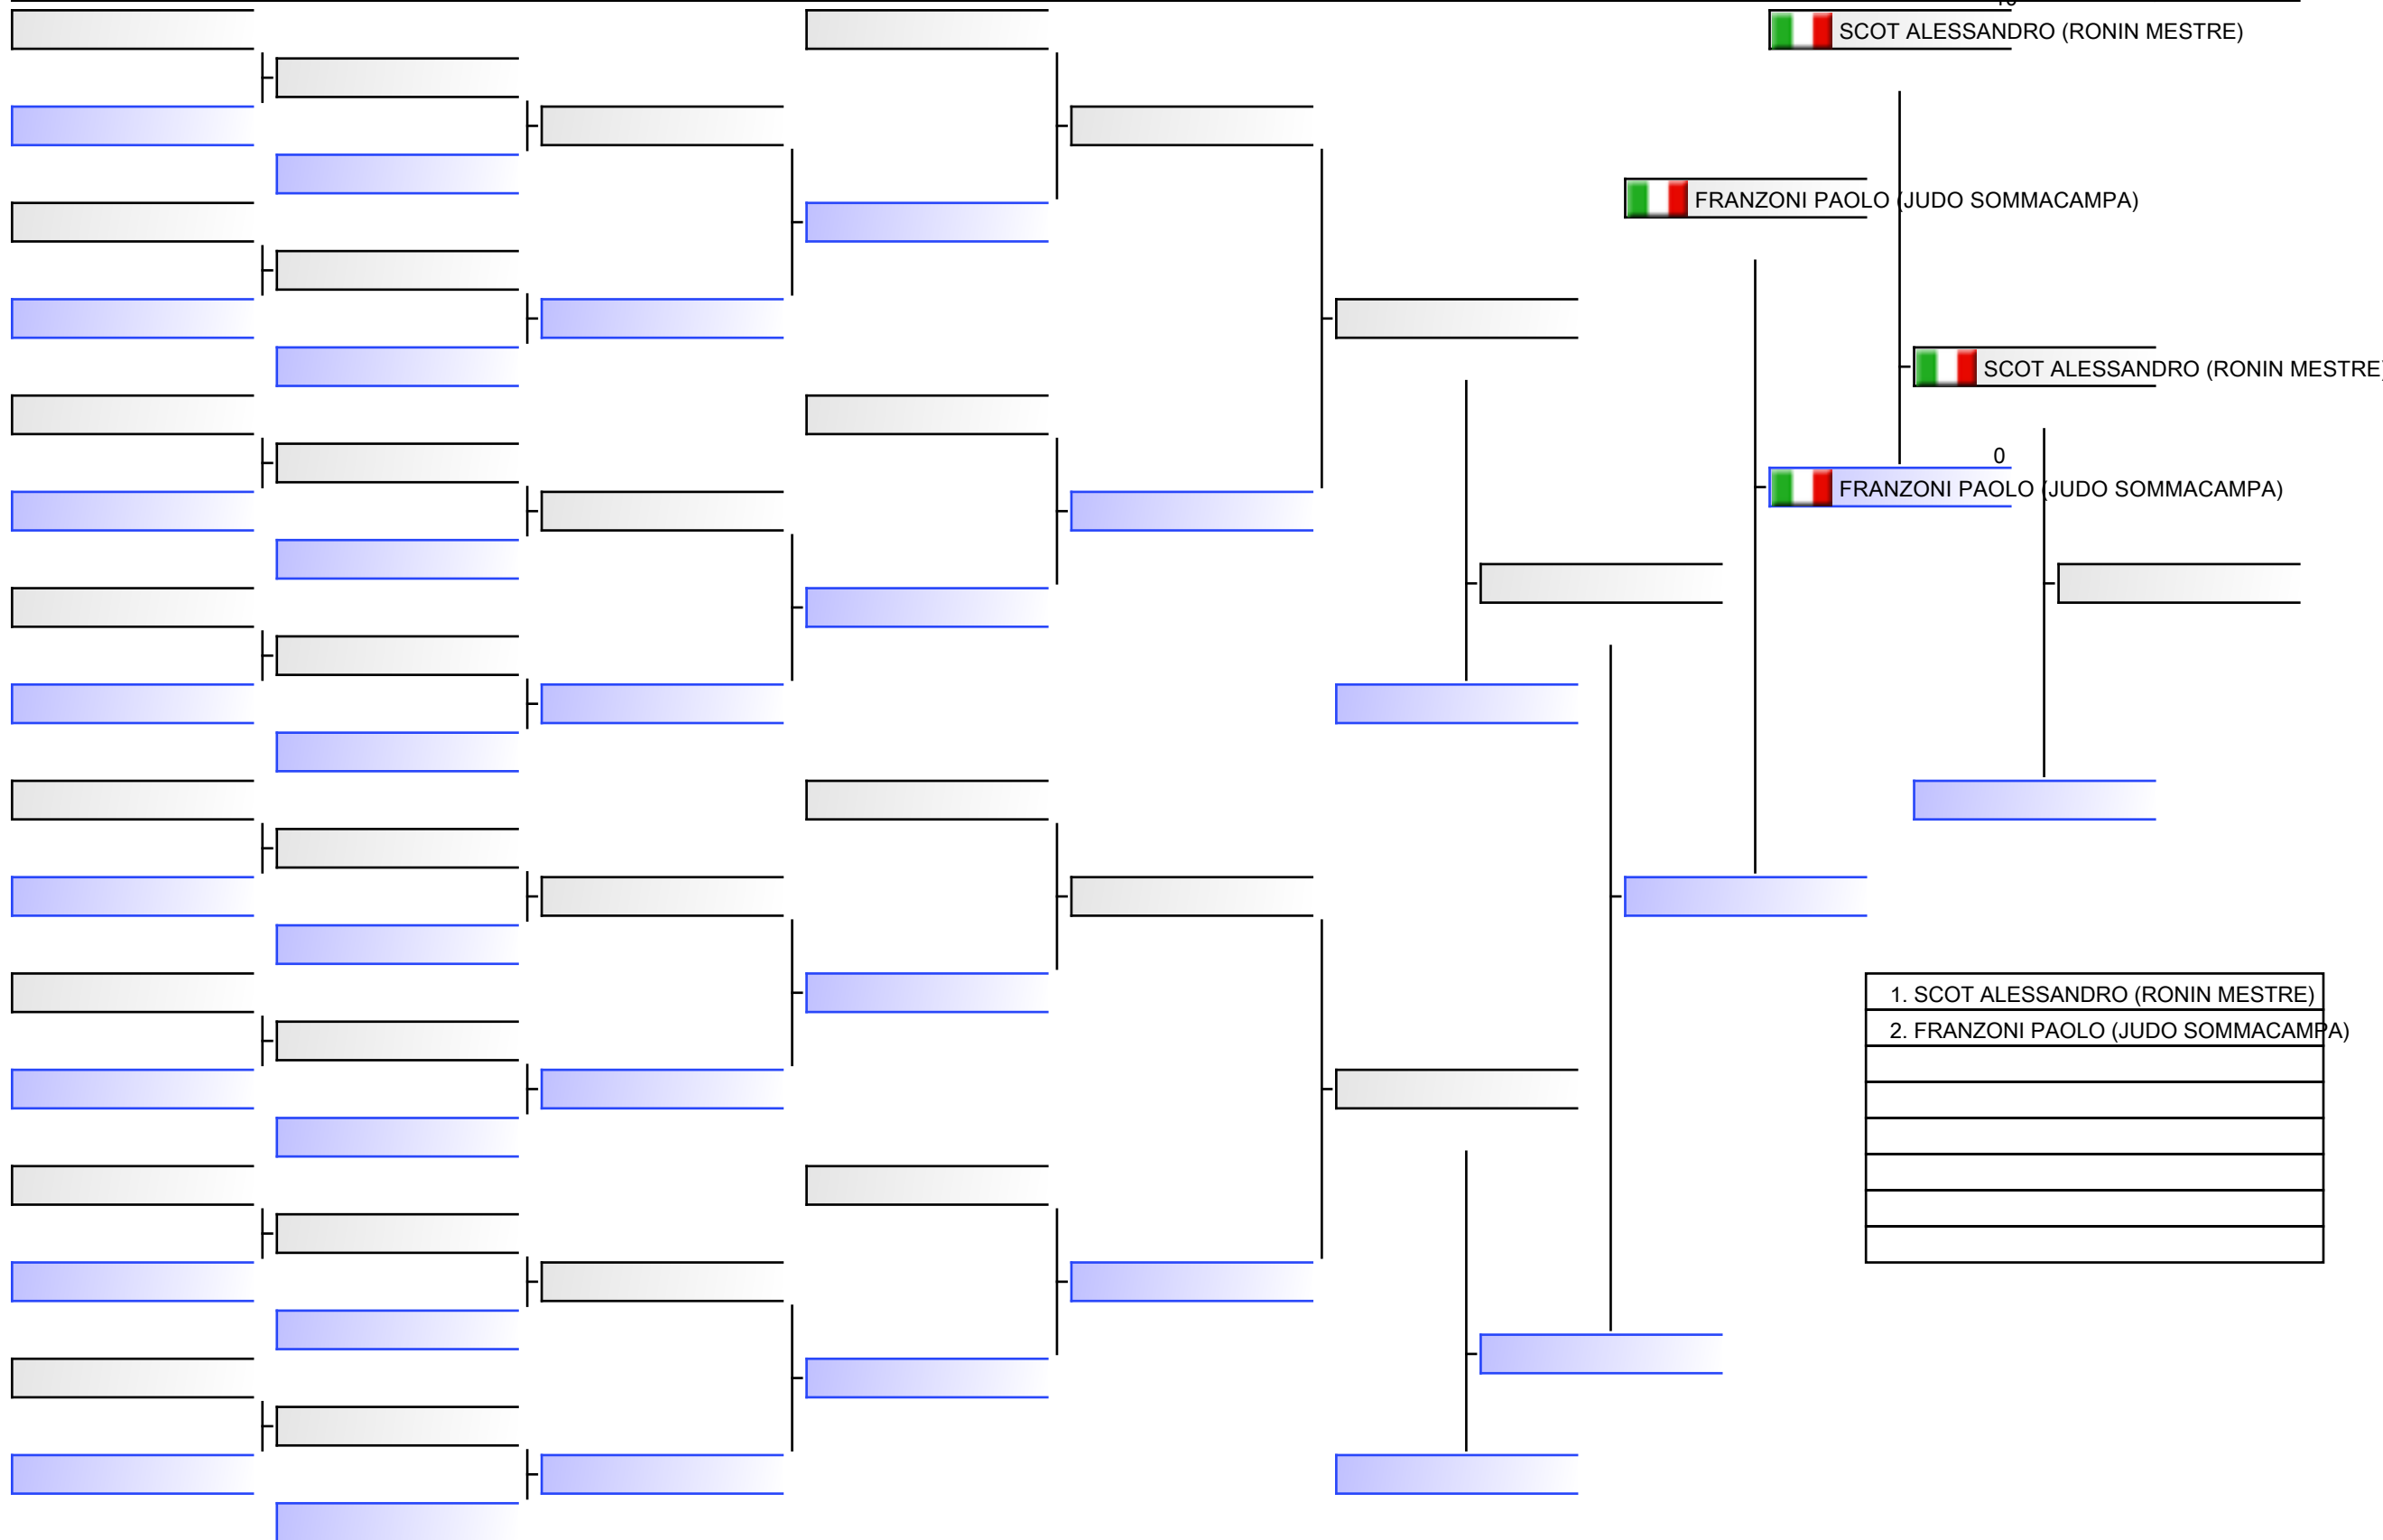 SCOT ALESSANDRO (RONIN MESTRE)
FRANZONI PAOLO (JUDO SOMMACAMPA)
SCOT ALESSANDRO (RONIN MESTRE)
0
FRANZONI PAOLO (JUDO SOMMACAMPA)
1. SCOT ALESSANDRO (RONIN MESTRE)
2. FRANZONI PAOLO (JUDO SOMMACAMPA)